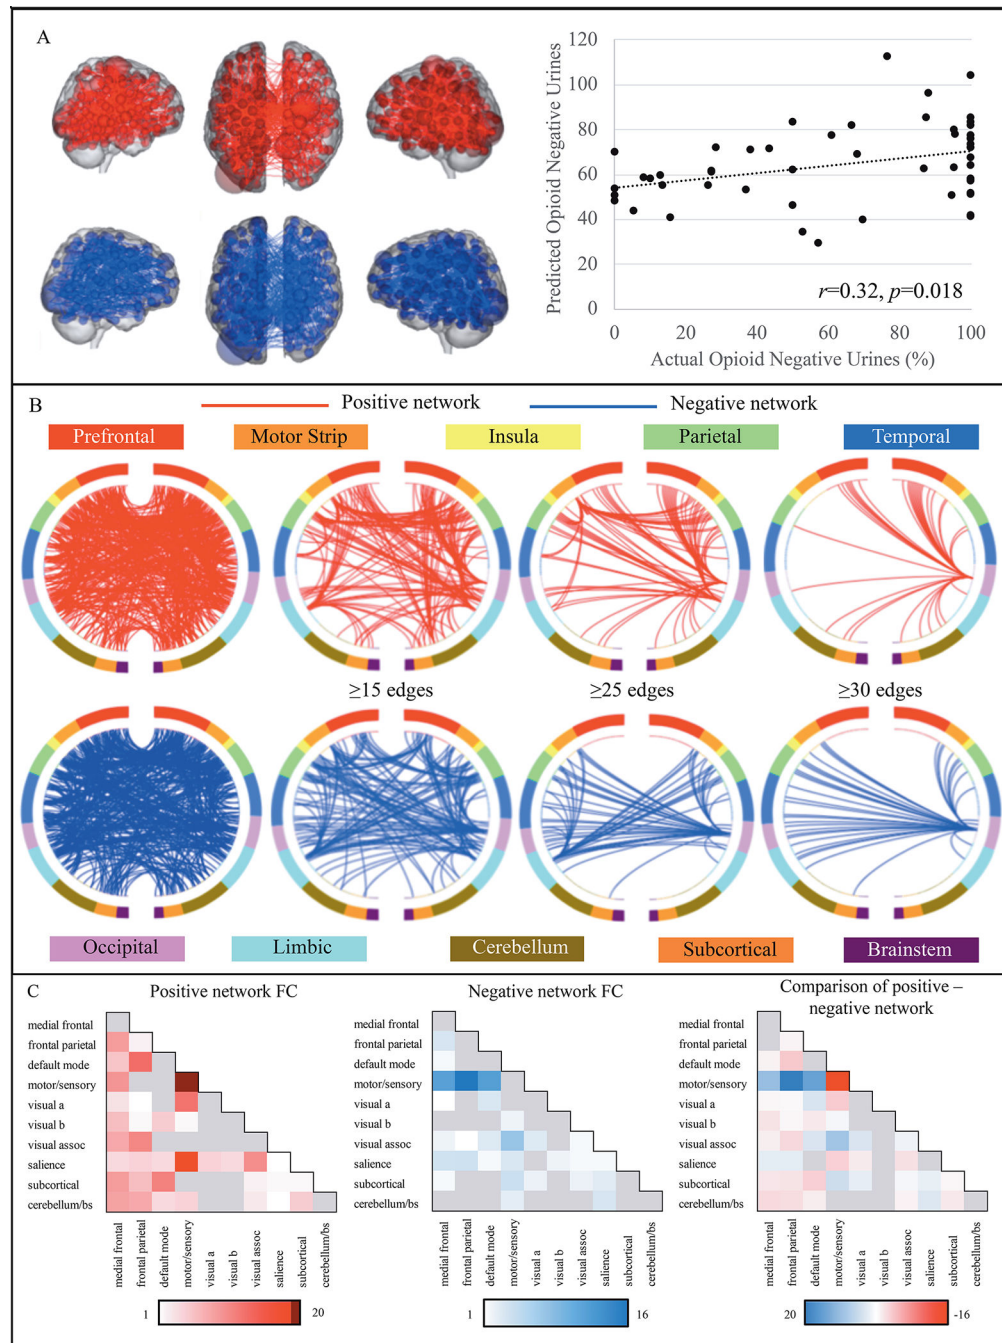 A
Predicted Opioid Negative Urines
120
100
80
60
40
20
0
r=0.32, p=0.018
0 20 40 60 80 100
Actual Opioid Negative Urines (%)
B
Positive network
Negative network
Prefrontal
Motor Strip
Insula
Parietal
Temporal
≥15 edges
≥25 edges
≥30 edges
Occipital
Limbic
Cerebellum
Subcortical
Brainstem
C
Positive network FC
medial frontal
frontal parietal
default mode
motor/sensory
visual a
visual b
visual assoc
salience
subcortical
cerebellum/bs
medial frontal
frontal parietal
default mode
motor/sensory
visual a
visual b
visual assoc
salience
subcortical
cerebellum/bs
1
20
Negative network FC
medial frontal
frontal parietal
default mode
motor/sensory
visual a
visual b
visual assoc
salience
subcortical
cerebellum/bs
medial frontal
frontal parietal
default mode
motor/sensory
visual a
visual b
visual assoc
salience
subcortical
cerebellum/bs
1
16
Comparison of positive –
negative network
medial frontal
frontal parietal
default mode
motor/sensory
visual a
visual b
visual assoc
salience
subcortical
cerebellum/bs
medial frontal
frontal parietal
default mode
motor/sensory
visual a
visual b
visual assoc
salience
subcortical
cerebellum/bs
20
-16